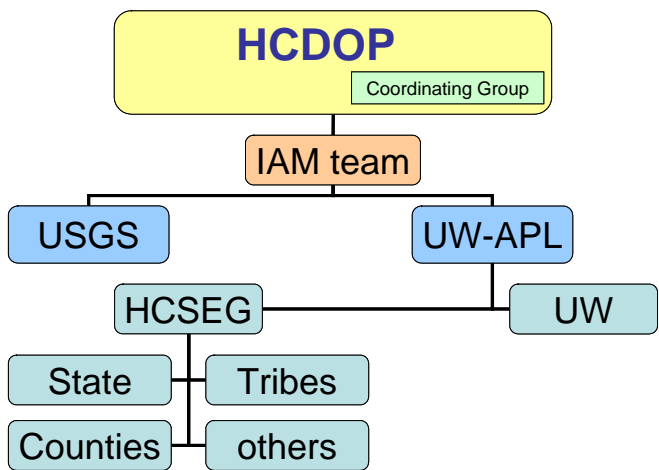 HCDOP
Coordinating Group
IAM team
USGS
UW-APL
HCSEG
UW
State
Tribes
Counties
others